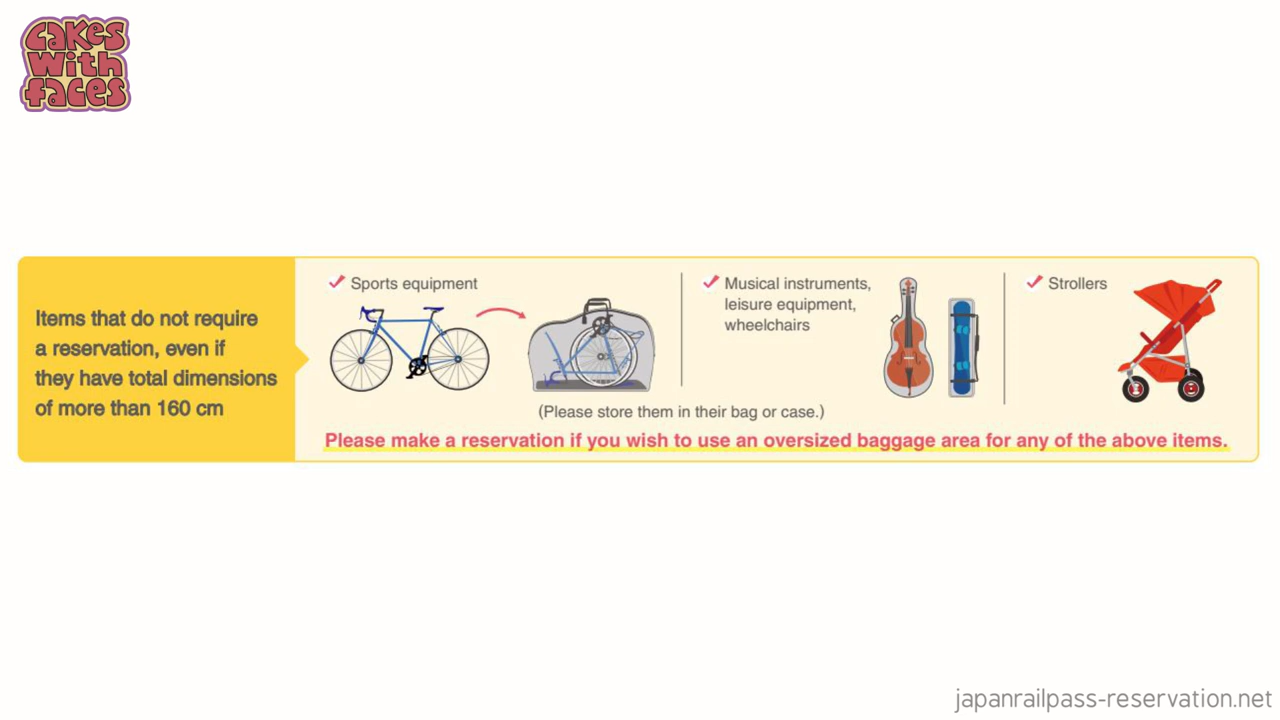 Cakes
With
faces
Items that do not require
a reservation, even if
they have total dimensions
of more than 160 cm
Sports equipment
Musical instruments,
leisure equipment,
wheelchairs
Strollers
(Please store them in their bag or case.)
Please make a reservation if you wish to use an oversized baggage area for any of the above items.
japanrailpass-reservation.net